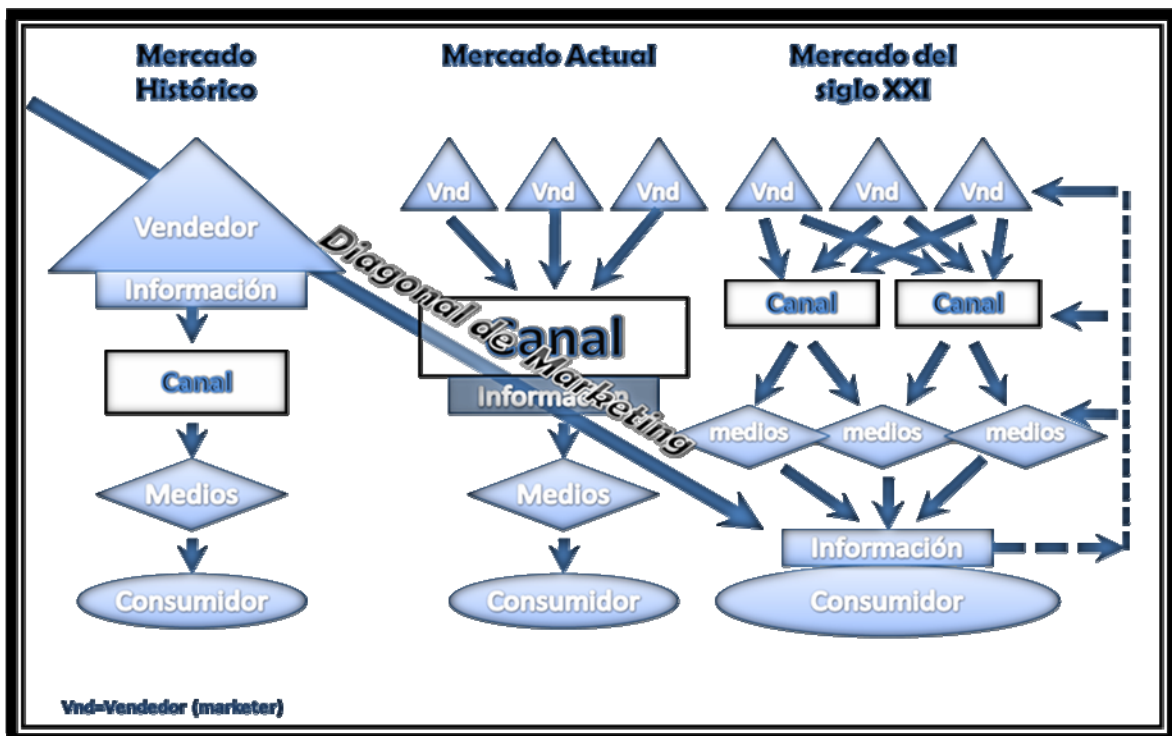 Mercado
Histórico
Mercado Actual
Mercado del
siglo XXI
Vendedor
Información
Canal
Medios
Consumidor
Diagonal de Marketing
Vnd
Vnd
Vnd
Canal
Información
Medios
Consumidor
Vnd
Vnd
Vnd
Canal
Canal
medios
medios
medios
Información
Consumidor
Vnd=Vendedor (marketer)